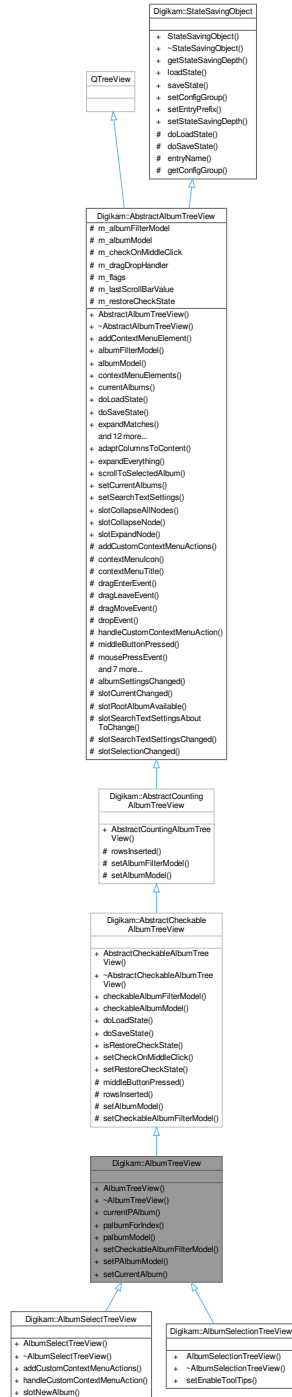 Digikam::StateSavingObject
+ StateSavingObject()
+ ~StateSavingObject()
+ getStateSavingDepth()
+ loadState()
+ saveState()
+ setConfigGroup()
+ setEntryPrefix()
+ setStateSavingDepth()
# doLoadState()
# doSaveState()
# entryName()
# getConfigGroup()
QTreeView
Digikam::AbstractAlbumTreeView
# m_albumFilterModel
# m_albumModel
# m_checkOnMiddleClick
# m_dragDropHandler
# m_flags
# m_lastScrollBarValue
# m_restoreCheckState
+ AbstractAlbumTreeView()
+ ~AbstractAlbumTreeView()
+ addContextMenuElement()
+ albumFilterModel()
+ albumModel()
+ contextMenuElements()
+ currentAlbums()
+ doLoadState()
+ doSaveState()
+ expandMatches()
and 12 more...
+ adaptColumnsToContent()
+ expandEverything()
+ scrollToSelectedAlbum()
+ setCurrentAlbums()
+ setSearchTextSettings()
+ slotCollapseAllNodes()
+ slotCollapseNode()
+ slotExpandNode()
# addCustomContextMenuActions()
# contextMenuIcon()
# contextMenuTitle()
# dragEnterEvent()
# dragLeaveEvent()
# dragMoveEvent()
# dropEvent()
# handleCustomContextMenuAction()
# middleButtonPressed()
# mousePressEvent()
and 7 more...
# albumSettingsChanged()
# slotCurrentChanged()
# slotRootAlbumAvailable()
# slotSearchTextSettingsAbout
ToChange()
# slotSearchTextSettingsChanged()
# slotSelectionChanged()
Digikam::AbstractCounting
AlbumTreeView
+ AbstractCountingAlbumTree
View()
# rowsInserted()
# setAlbumFilterModel()
# setAlbumModel()
Digikam::AbstractCheckable
AlbumTreeView
+ AbstractCheckableAlbumTree
View()
+ ~AbstractCheckableAlbumTree
View()
+ checkableAlbumFilterModel()
+ checkableAlbumModel()
+ doLoadState()
+ doSaveState()
+ isRestoreCheckState()
+ setCheckOnMiddleClick()
+ setRestoreCheckState()
# middleButtonPressed()
# rowsInserted()
# setAlbumModel()
# setCheckableAlbumFilterModel()
Digikam::AlbumTreeView
+ AlbumTreeView()
+ ~AlbumTreeView()
+ currentPAlbum()
+ palbumForIndex()
+ palbumModel()
+ setCheckableAlbumFilterModel()
+ setPAlbumModel()
+ setCurrentAlbum()
Digikam::AlbumSelectTreeView
+ AlbumSelectTreeView()
+ ~AlbumSelectTreeView()
+ addCustomContextMenuActions()
+ handleCustomContextMenuAction()
+ slotNewAlbum()
Digikam::AlbumSelectionTreeView
+ AlbumSelectionTreeView()
+ ~AlbumSelectionTreeView()
+ setEnableToolTips()